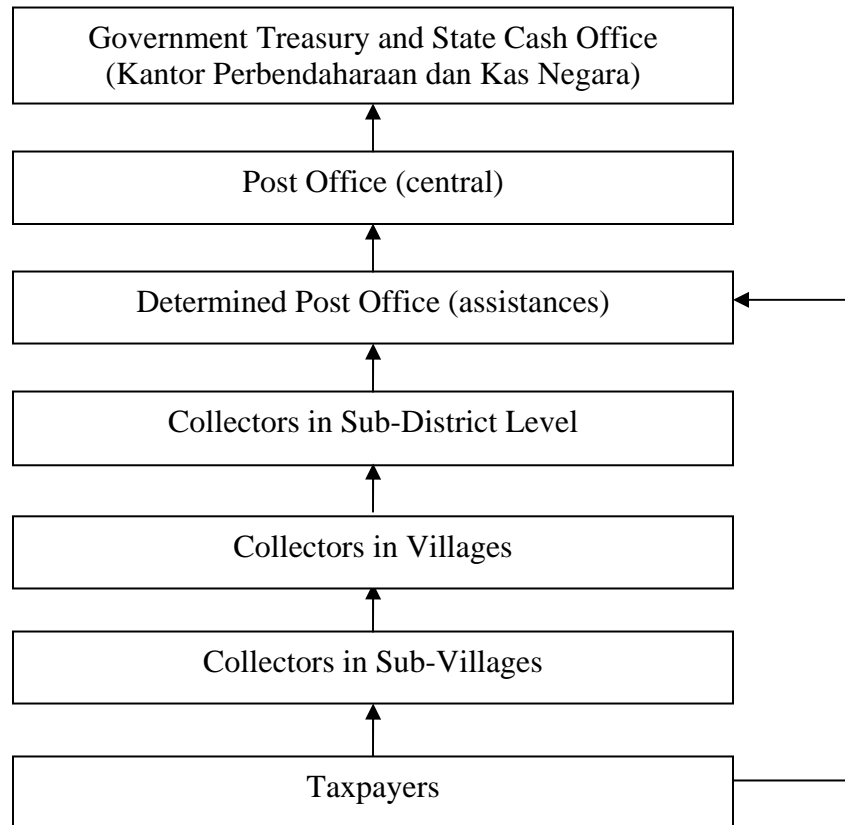 Government Treasury and State Cash Office
(Kantor Perbendaharaan dan Kas Negara)
Post Office (central)
Determined Post Office (assistances)
Collectors in Sub-District Level
Collectors in Villages
Collectors in Sub-Villages
Taxpayers